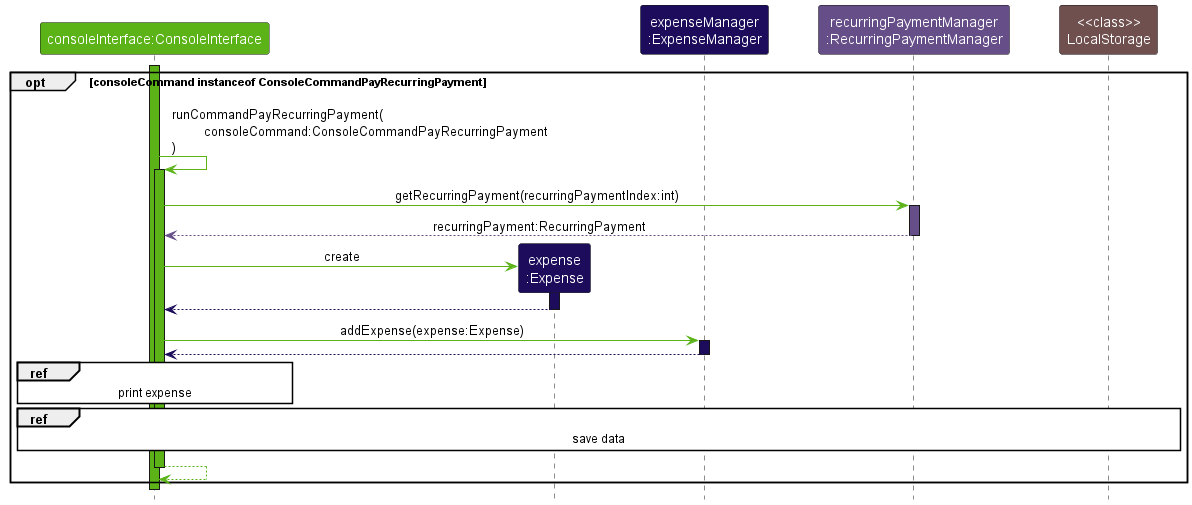 consoleInterface:ConsoleInterface
expenseManager
:ExpenseManager
recurringPaymentManager
:RecurringPaymentManager
<<class>>
LocalStorage
opt
[consoleCommand instanceof ConsoleCommandPayRecurringPayment]
runCommandPayRecurringPayment(
consoleCommand:ConsoleCommandPayRecurringPayment
)
getRecurringPayment(recurringPaymentIndex:int)
recurringPayment:RecurringPayment
create
expense
:Expense
addExpense(expense:Expense)
ref
print expense
ref
save data